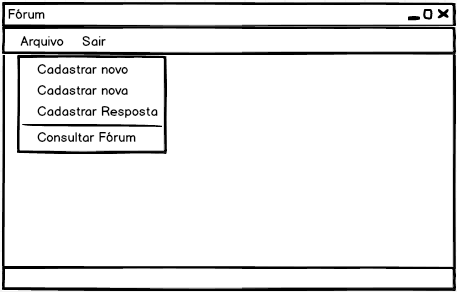 Fórum
Arquivo Sair
Cadastrar novo
Cadastrar nova
Cadastrar Resposta
Consultar Fórum